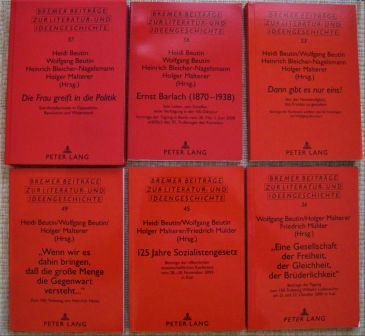 BREMER BEITRÄGE
ZUR LITERATUR- UND
IDEENGESCHICHTE
57
Heidi Beutin
Wolfgang Beutin
Heinrich Bleicher-Nagelsmann
Holger Malterer
(Hrsg.)
Die Frau greift in die Politik
PETER LANG
BREMER BEITRÄGE
ZUR LITERATUR- UND
IDEENGESCHICHTE
56
Heidi Beutin
Wolfgang Beutin
Heinrich Bleicher-Nagelsmann
Holger Malterer
(Hrsg.)
Ernst Barlach (1870–1938)
PETER LANG
BREMER BEITRÄGE
ZUR LITERATUR- UND
IDEENGESCHICHTE
53
Heidi Beutin/Wolfgang Beutin
Heinrich Bleicher-Nagelsmann
Holger Malterer
(Hrsg.)
Dann gibt es nur eins!
PETER LANG
BREMER BEITRÄGE
ZUR LITERATUR- UND
IDEENGESCHICHTE
49
Heidi Beutin/Wolfgang Beutin/
Holger Malterer
(Hrsg.)
„Wenn wir es
dahin bringen,
daß die große Menge
die Gegenwart
versteht...“
PETER LANG
BREMER BEITRÄGE
ZUR LITERATUR- UND
IDEENGESCHICHTE
45
Heidi Beutin/Wolfgang Beutin
Holger Malterer/Friedrich Mülder
(Hrsg.)
125 Jahre Sozialistengesetz
PETER LANG
BREMER BEITRÄGE
ZUR LITERATUR- UND
IDEENGESCHICHTE
Wolfgang Beutin/Holger Malterer
Friedrich Mülder
(Hrsg.)
„Eine Gesellschaft
der Freiheit,
der Gleichheit,
der Brüderlichkeit“
PETER LANG